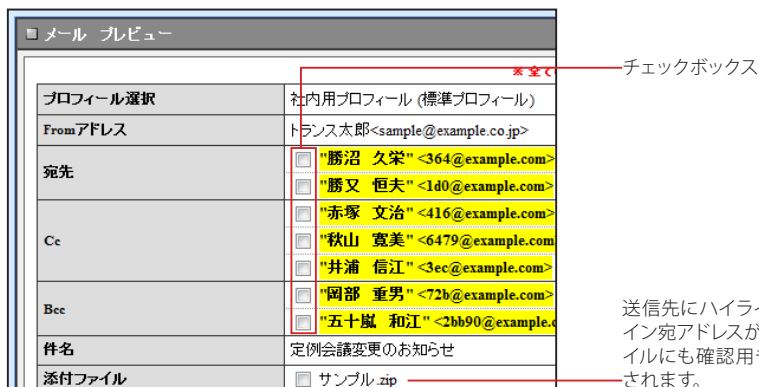 メール プレビュー
※ 全
チェックボックス
プロフィール選択 社内用プロフィール (標準プロフィール)
Fromアドレス トランス太郎<sample@example.co.jp>
宛先
"勝沼 久栄" <364@example.com>
"勝又 恒夫" <1d0@example.com>
Cc
"赤塚 文治" <416@example.com>
"秋山 寛美" <6479@example.com
"井浦 信江" <3ec@example.com>
Bcc
"岡部 重男" <72b@example.com>
"五十嵐 和江" <2bb90@example.c
件名 定例会議変更のお知らせ
添付ファイル サンプル.zip
送信先にハイライ
イン宛アドレスが
イルにも確認用
されます。